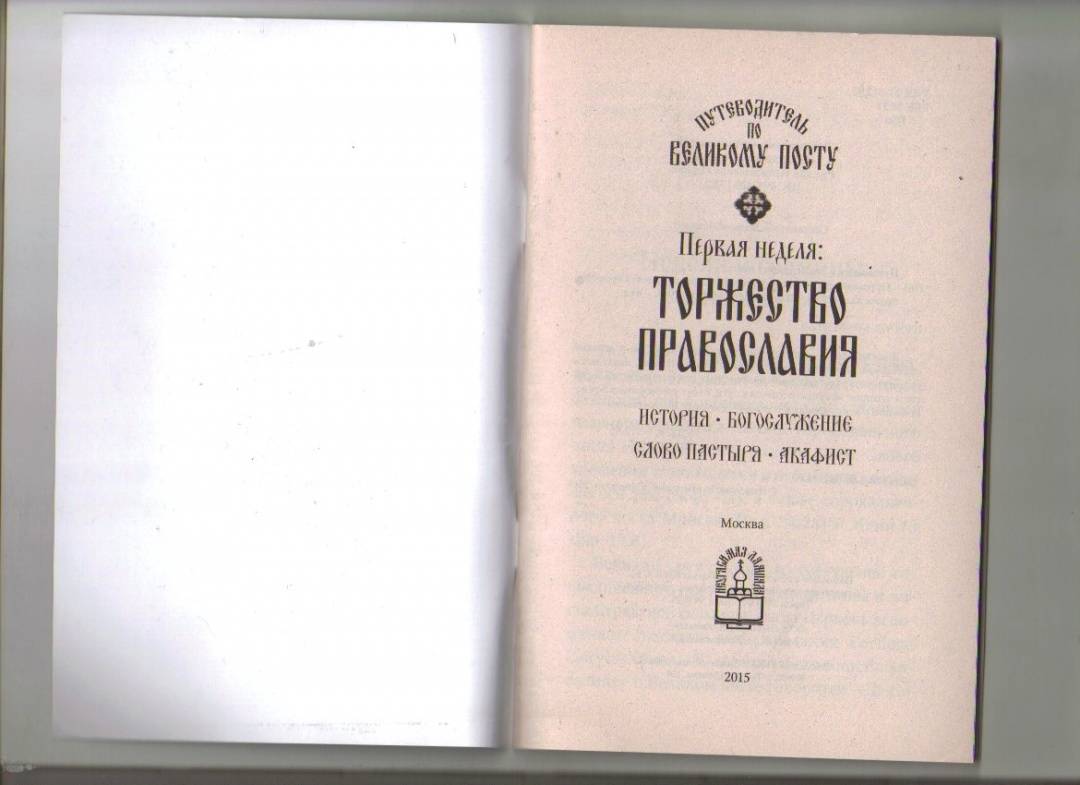 ПУТЕВОДИТЕЛЬ
ПО
ВЕЛИКОМУ ПОСТУ
Первая неделя:
ТОРЖЕСТВО
ПРАВОСЛАВИЯ
ИСТОРИЯ · БОГОСЛУЖЕНИЕ
СЛОВО ПАСТЫРЯ · АКАФИСТ
Москва
НЕУГАСИМАЯ ЛАМПАДА
2015